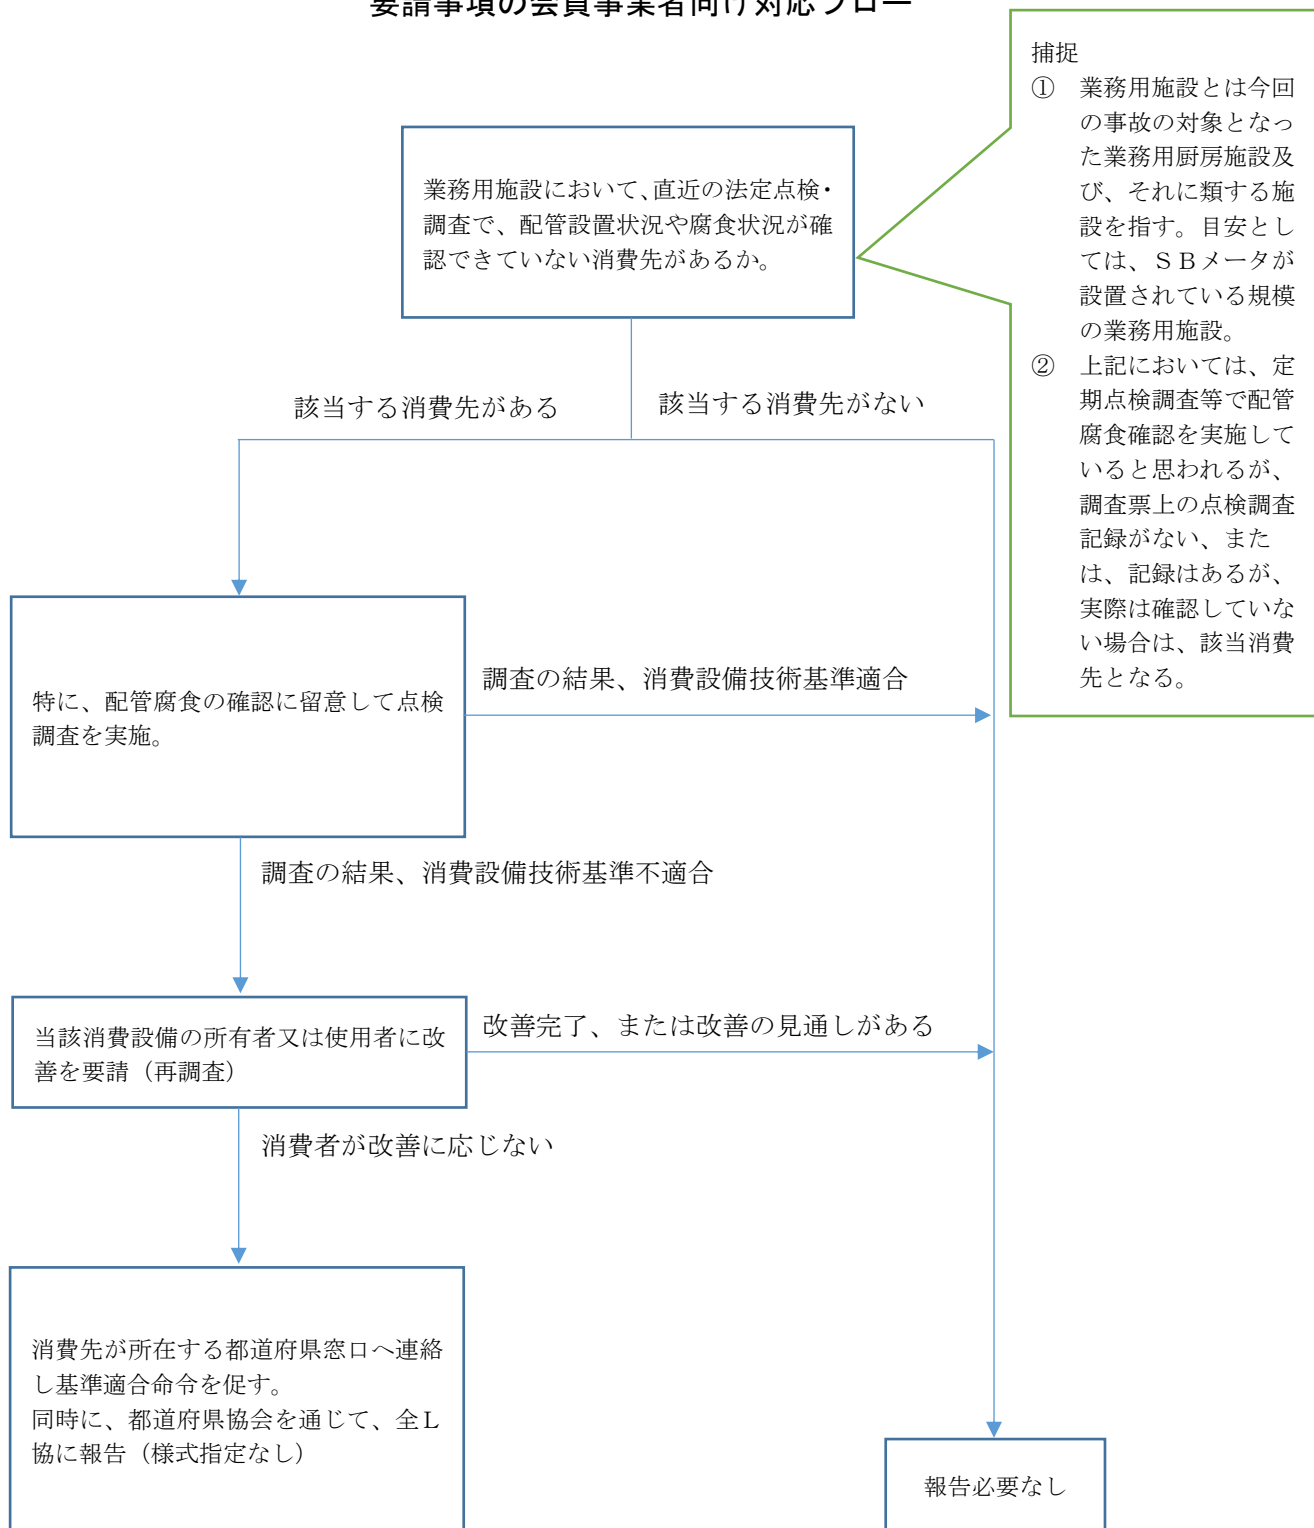 要請事項の会員事業者向け対応フロー
捕捉
① 業務用施設とは今回
の事故の対象となっ
た業務用厨房施設及
び、それに類する施
設を指す。目安とし
ては、ＳＢメータが
設置されている規模
の業務用施設。
② 上記においては、定
期点検調査等で配管
腐食確認を実施して
いると思われるが、
調査票上の点検調査
記録がない、また
は、記録はあるが、
実際は確認していな
い場合は、該当消費
先となる。
業務用施設において、直近の法定点検・
調査で、配管設置状況や腐食状況が確
認できていない消費先があるか。
該当する消費先がある
該当する消費先がない
特に、配管腐食の確認に留意して点検
調査を実施。
調査の結果、消費設備技術基準適合
調査の結果、消費設備技術基準不適合
当該消費設備の所有者又は使用者に改
善を要請（再調査）
改善完了、または改善の見通しがある
消費者が改善に応じない
消費先が所在する都道府県窓口へ連絡
し基準適合命令を促す。
同時に、都道府県協会を通じて、全Ｌ
協に報告（様式指定なし）
報告必要なし